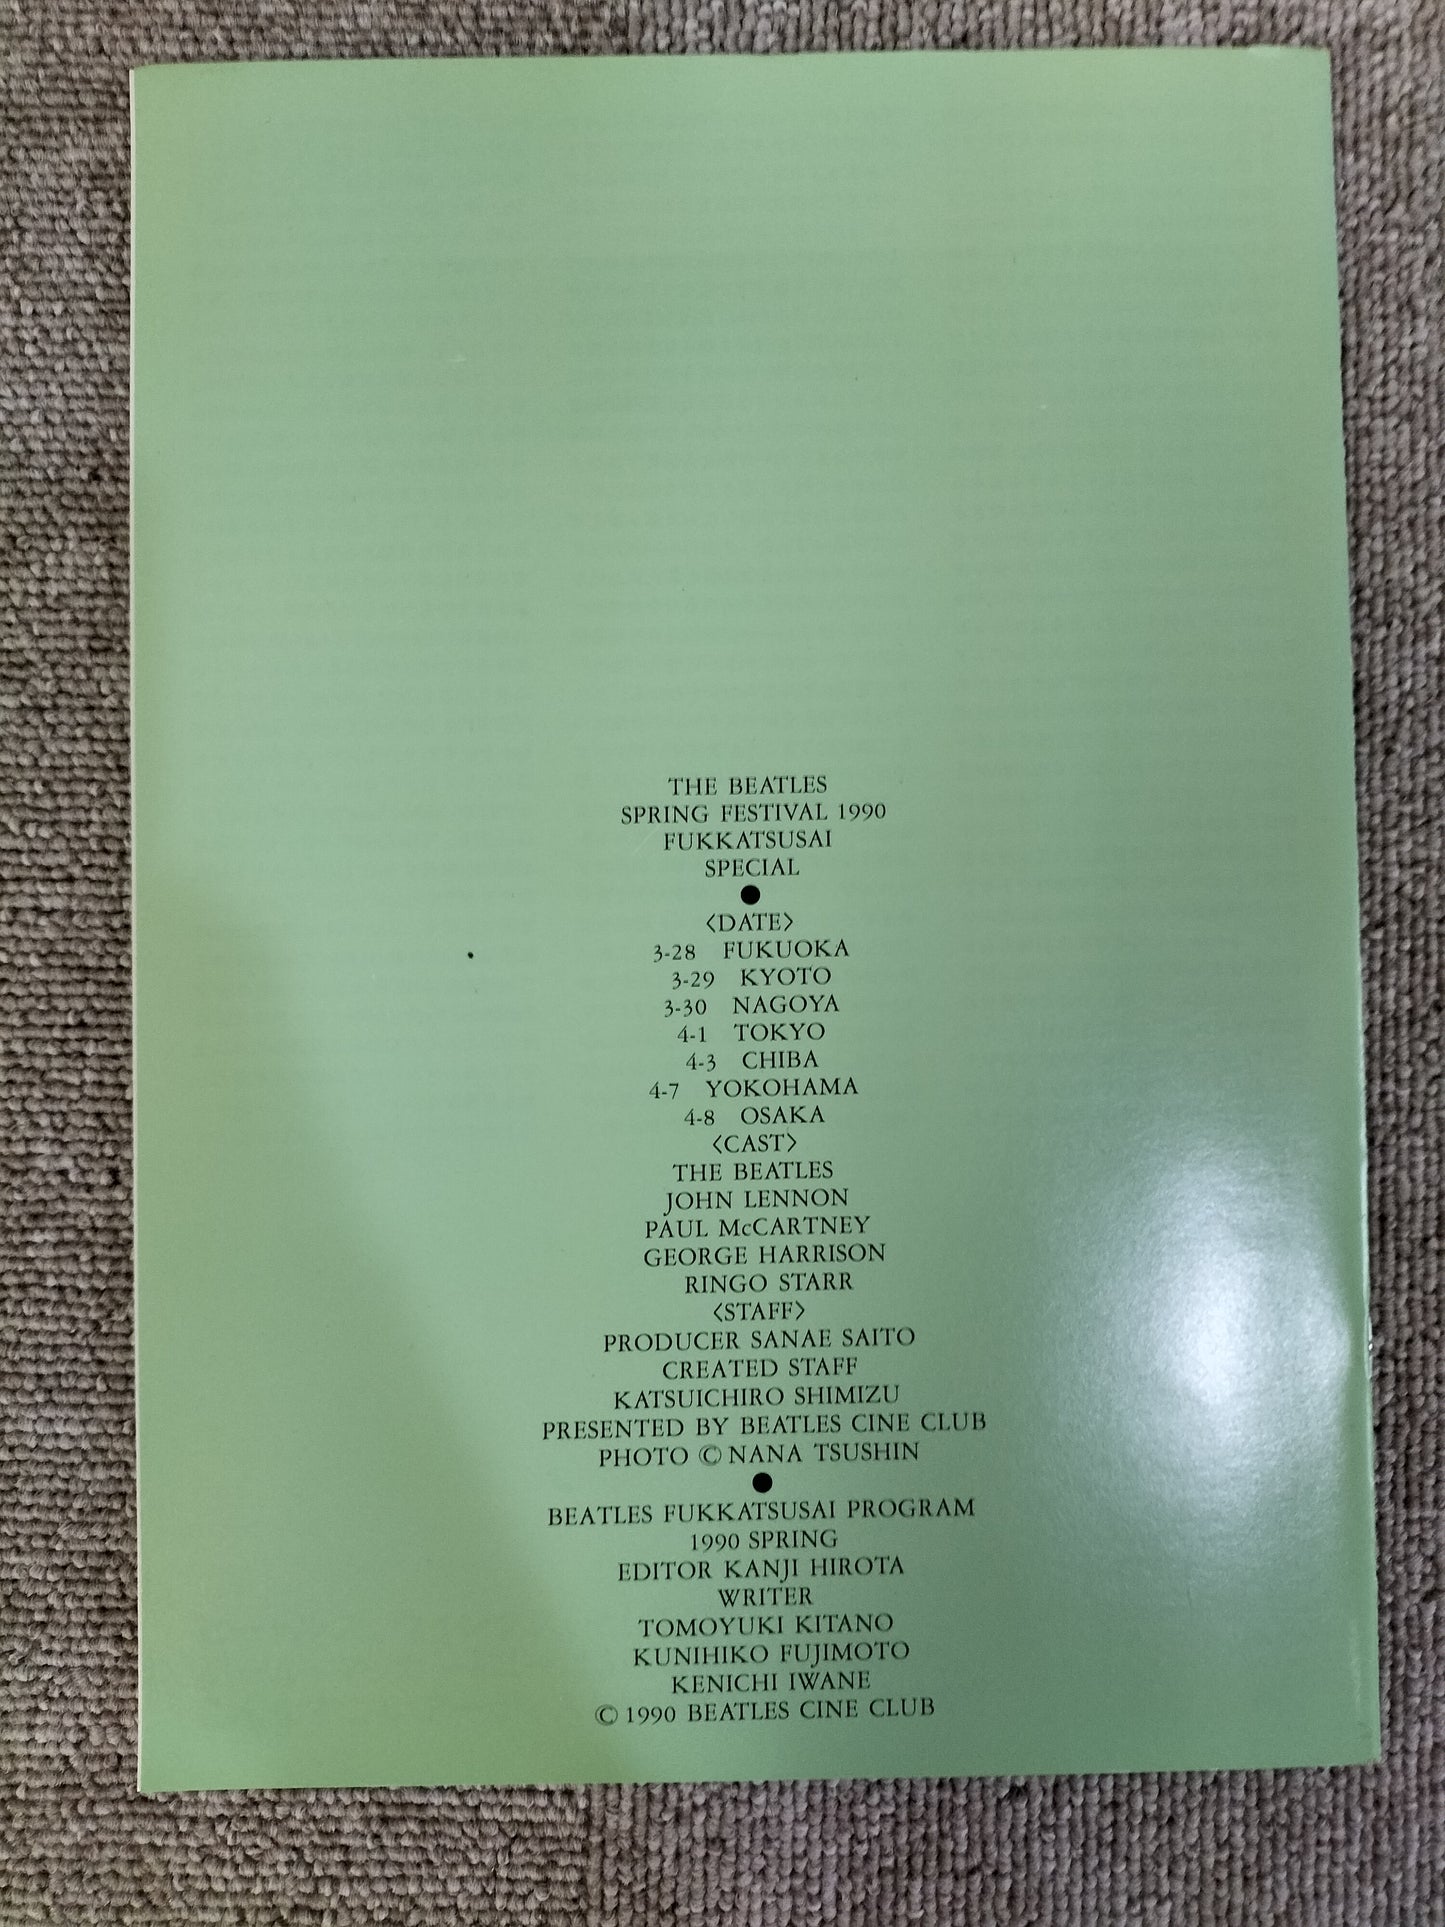 THE BEATLES
SPRING FESTIVAL 1990
FUKKATSUSAI
SPECIAL
●
〈DATE〉
3-28 FUKUOKA
3-29 KYOTO
3-30 NAGOYA
4-1 TOKYO
4-3 CHIBA
4-7 YOKOHAMA
4-8 OSAKA
〈CAST〉
THE BEATLES
JOHN LENNON
PAUL McCARTNEY
GEORGE HARRISON
RINGO STARR
〈STAFF〉
PRODUCER SANAE SAITO
CREATED STAFF
KATSUICHIRO SHIMIZU
PRESENTED BY BEATLES CINE CLUB
PHOTO © NANA TSUSHIN
●
BEATLES FUKKATSUSAI PROGRAM
1990 SPRING
EDITOR KANJI HIROTA
WRITER
TOMOYUKI KITANO
KUNIHIKO FUJIMOTO
KENICHI IWANE
© 1990 BEATLES CINE CLUB